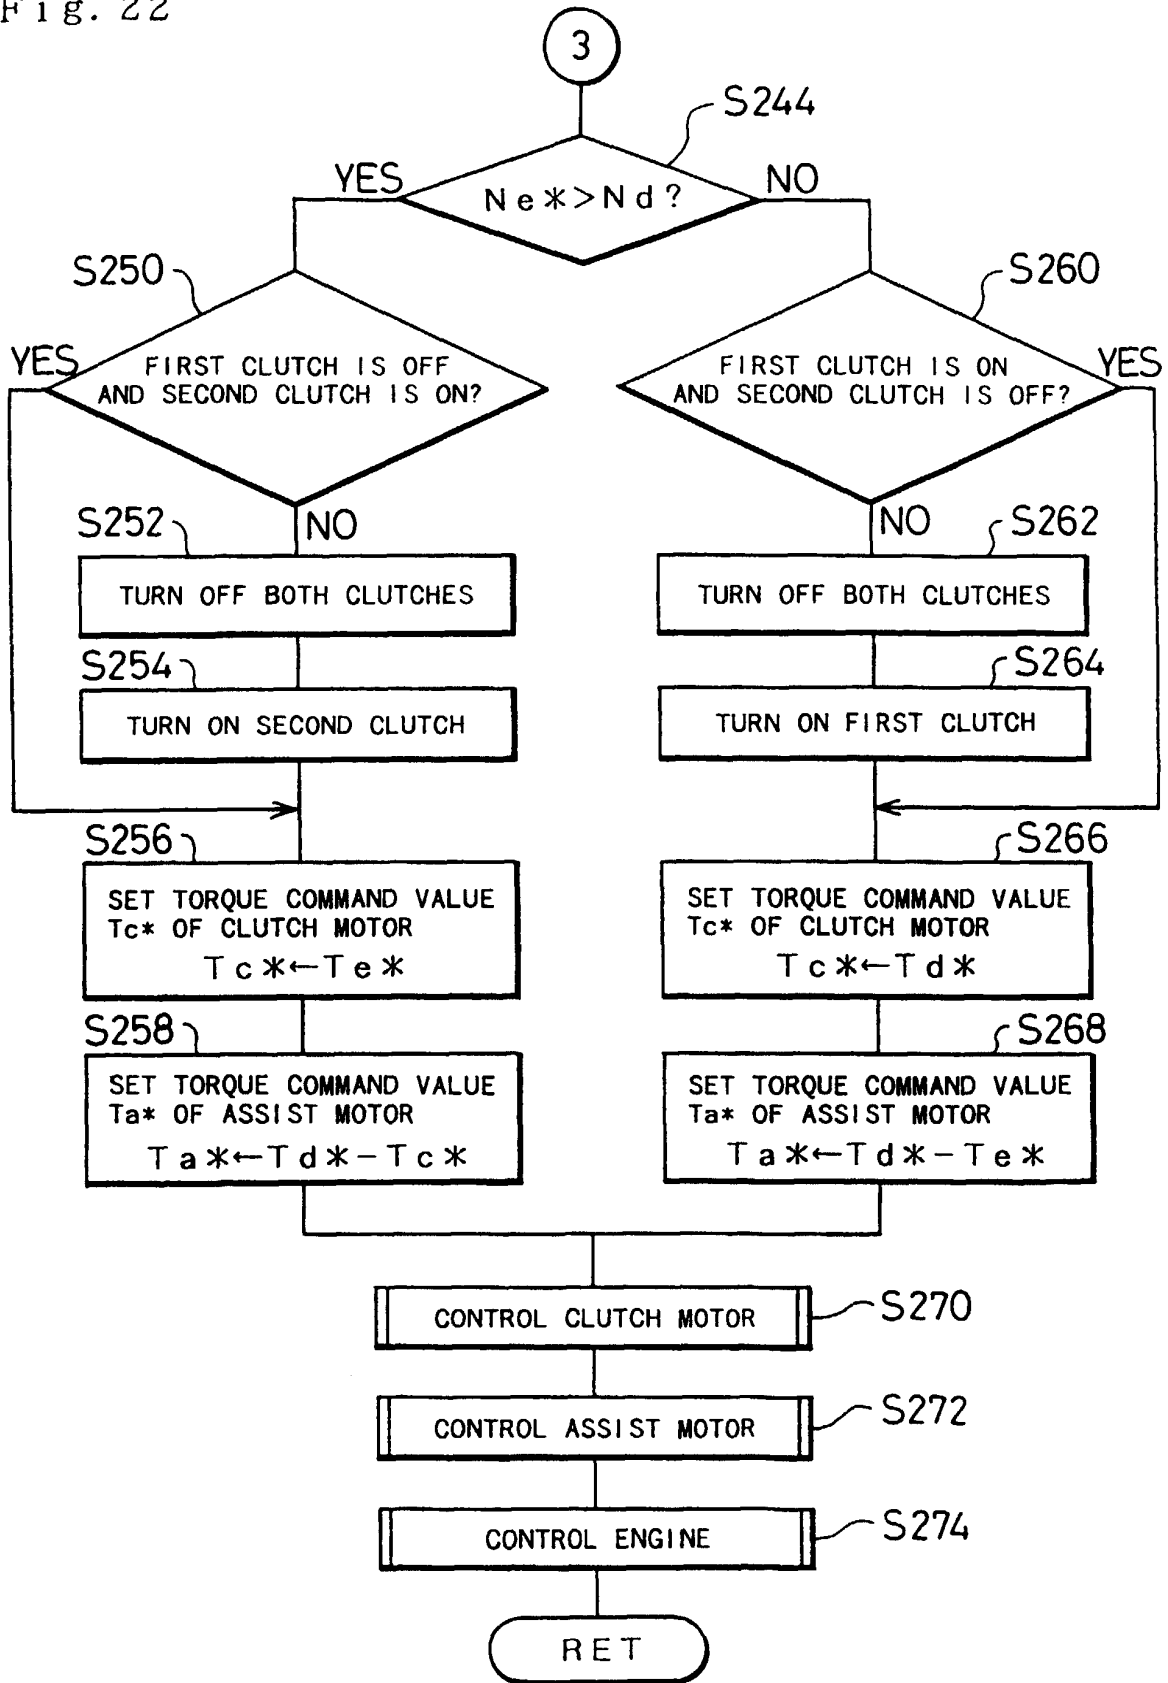 Fig. 22
3
S244
YES
Ne*>Nd?
NO
S250
S260
YES
FIRST CLUTCH IS OFF
AND SECOND CLUTCH IS ON?
FIRST CLUTCH IS ON
AND SECOND CLUTCH IS OFF?
YES
S252
NO
NO
S262
TURN OFF BOTH CLUTCHES
TURN OFF BOTH CLUTCHES
S254
S264
TURN ON SECOND CLUTCH
TURN ON FIRST CLUTCH
S256
S266
SET TORQUE COMMAND VALUE
Tc* OF CLUTCH MOTOR
Tc*←Te*
SET TORQUE COMMAND VALUE
Tc* OF CLUTCH MOTOR
Tc*←Td*
S258
S268
SET TORQUE COMMAND VALUE
Ta* OF ASSIST MOTOR
Ta*←Td*-Tc*
SET TORQUE COMMAND VALUE
Ta* OF ASSIST MOTOR
Ta*←Td*-Te*
CONTROL CLUTCH MOTOR
S270
CONTROL ASSIST MOTOR
S272
CONTROL ENGINE
S274
RET